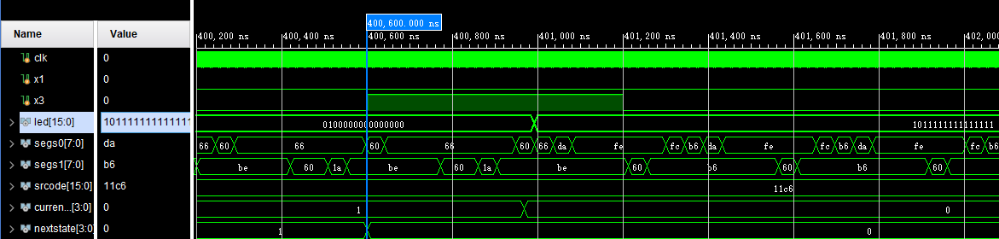 400,600.000 ns
Name Value
400,200 ns 400,400 ns 400,600 ns 400,800 ns 401,000 ns 401,200 ns 401,400 ns 401,600 ns 401,800 ns 402,00
clk 0
x1 0
x3 0
led[15:0] 1011111111111111 0100000000000000 1011111111111111
segs0[7:0] da 66 60 66 60 66 60 66 da fe fc b6 da fe fc b6 da fe fc b6
segs1[7:0] b6 be 60 1a be 60 1a be 60 b6 60 b6 60
srcode[15:0] 11c6 11c6
curren...[3:0] 0 1 0
nextstate[3:0] 0 1 0